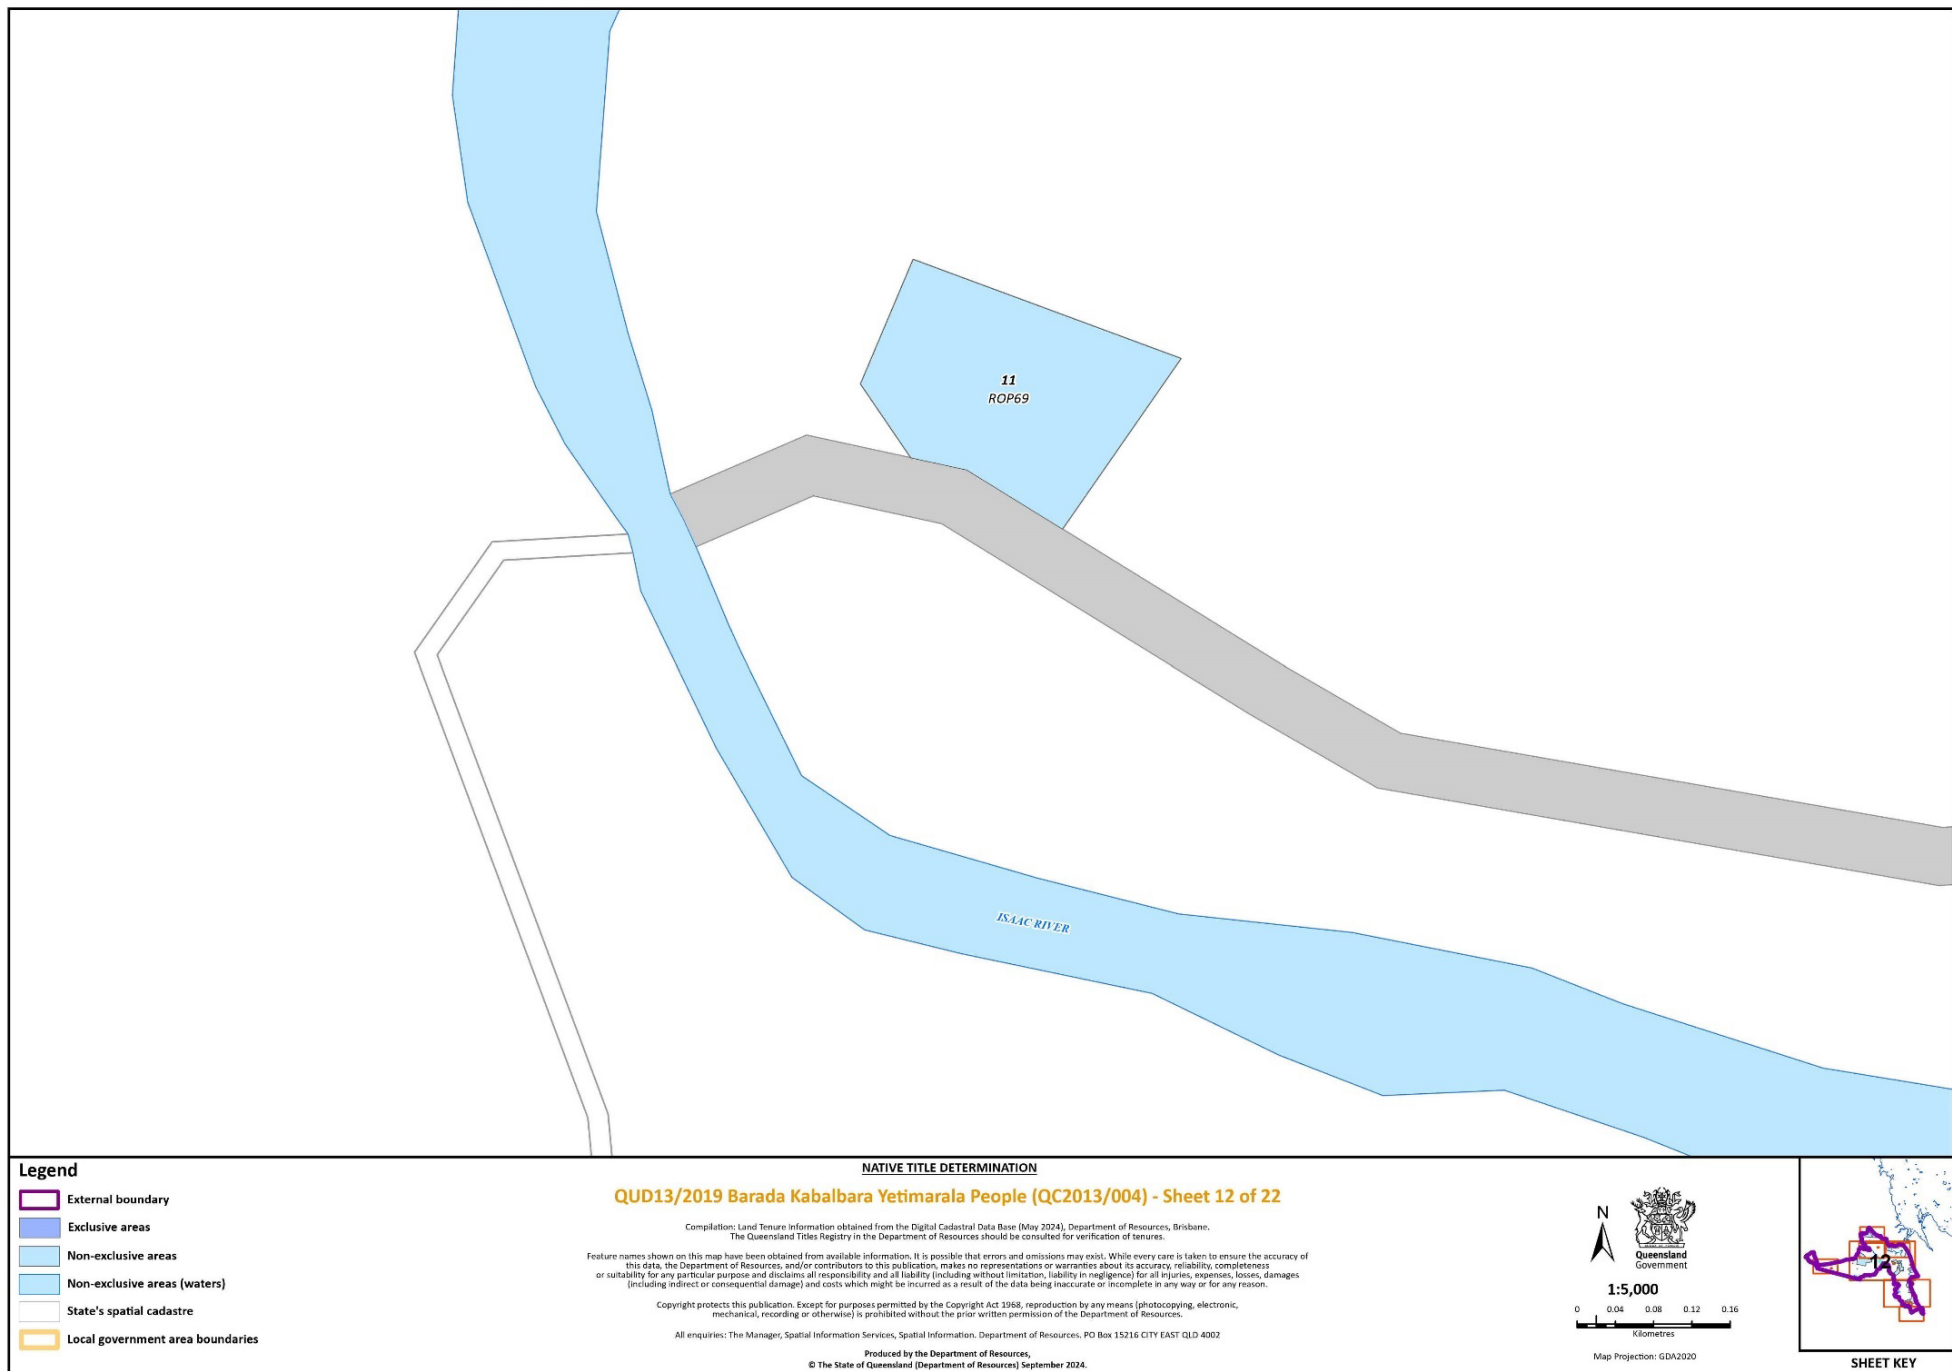 11
ROP69
ISAAC RIVER
Legend
External boundary
Exclusive areas
Non-exclusive areas
Non-exclusive areas (waters)
State's spatial cadastre
Local government area boundaries
NATIVE TITLE DETERMINATION
QUD13/2019 Barada Kabalbara Yetimarala People (QC2013/004) - Sheet 12 of 22
Compilation: Land Tenure information obtained from the Digital Cadastral Data Base (May 2024), Department of Resources, Brisbane.
The Queensland Titles Registry in the Department of Resources should be consulted for verification of tenures.
Feature names shown on this map have been obtained from available information. It is possible that errors and omissions may exist. While every care is taken to ensure the accuracy of
this data, the Department of Resources, and/or contributors to this publication, makes no representations or warranties about its accuracy, reliability, completeness
or suitability for any particular purpose and disclaims all responsibility and all liability (including without limitation, liability in negligence) for all injuries, expenses, losses, damages
(including indirect or consequential damage) and costs which might be incurred as a result of the data being inaccurate or incomplete in any way or for any reason.
Copyright protects this publication. Except for purposes permitted by the Copyright Act 1968, reproduction by any means (photocopying, electronic,
mechanical, recording or otherwise) is prohibited without the prior written permission of the Department of Resources.
All enquiries: The Manager, Spatial Information Services, Spatial Information. Department of Resources. PO Box 15216 CITY EAST QLD 4002
Produced by the Department of Resources,
© The State of Queensland (Department of Resources) September 2024.
N
Queensland
Government
1:5,000
0 0.04 0.08 0.12 0.16
Kilometres
Map Projection: GDA2020
12
SHEET KEY